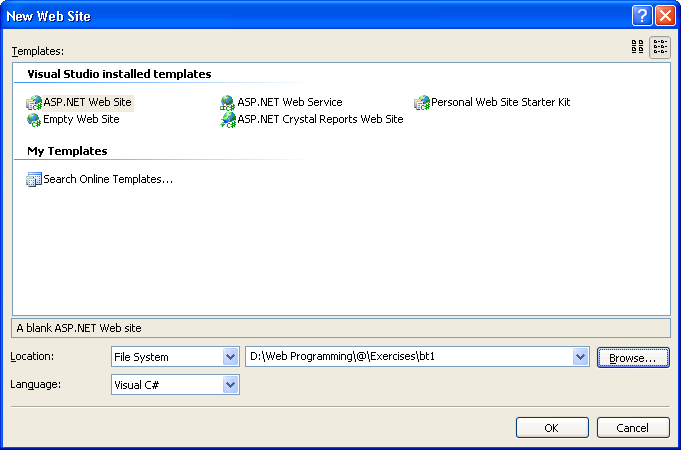 New Web Site
Templates:
Visual Studio installed templates
ASP.NET Web Site ASP.NET Web Service Personal Web Site Starter Kit
Empty Web Site ASP.NET Crystal Reports Web Site
My Templates
Search Online Templates...
A blank ASP.NET Web site
Location: File System D:\Web Programming\@\Exercises\bt1 Browse...
Language: Visual C#
OK Cancel